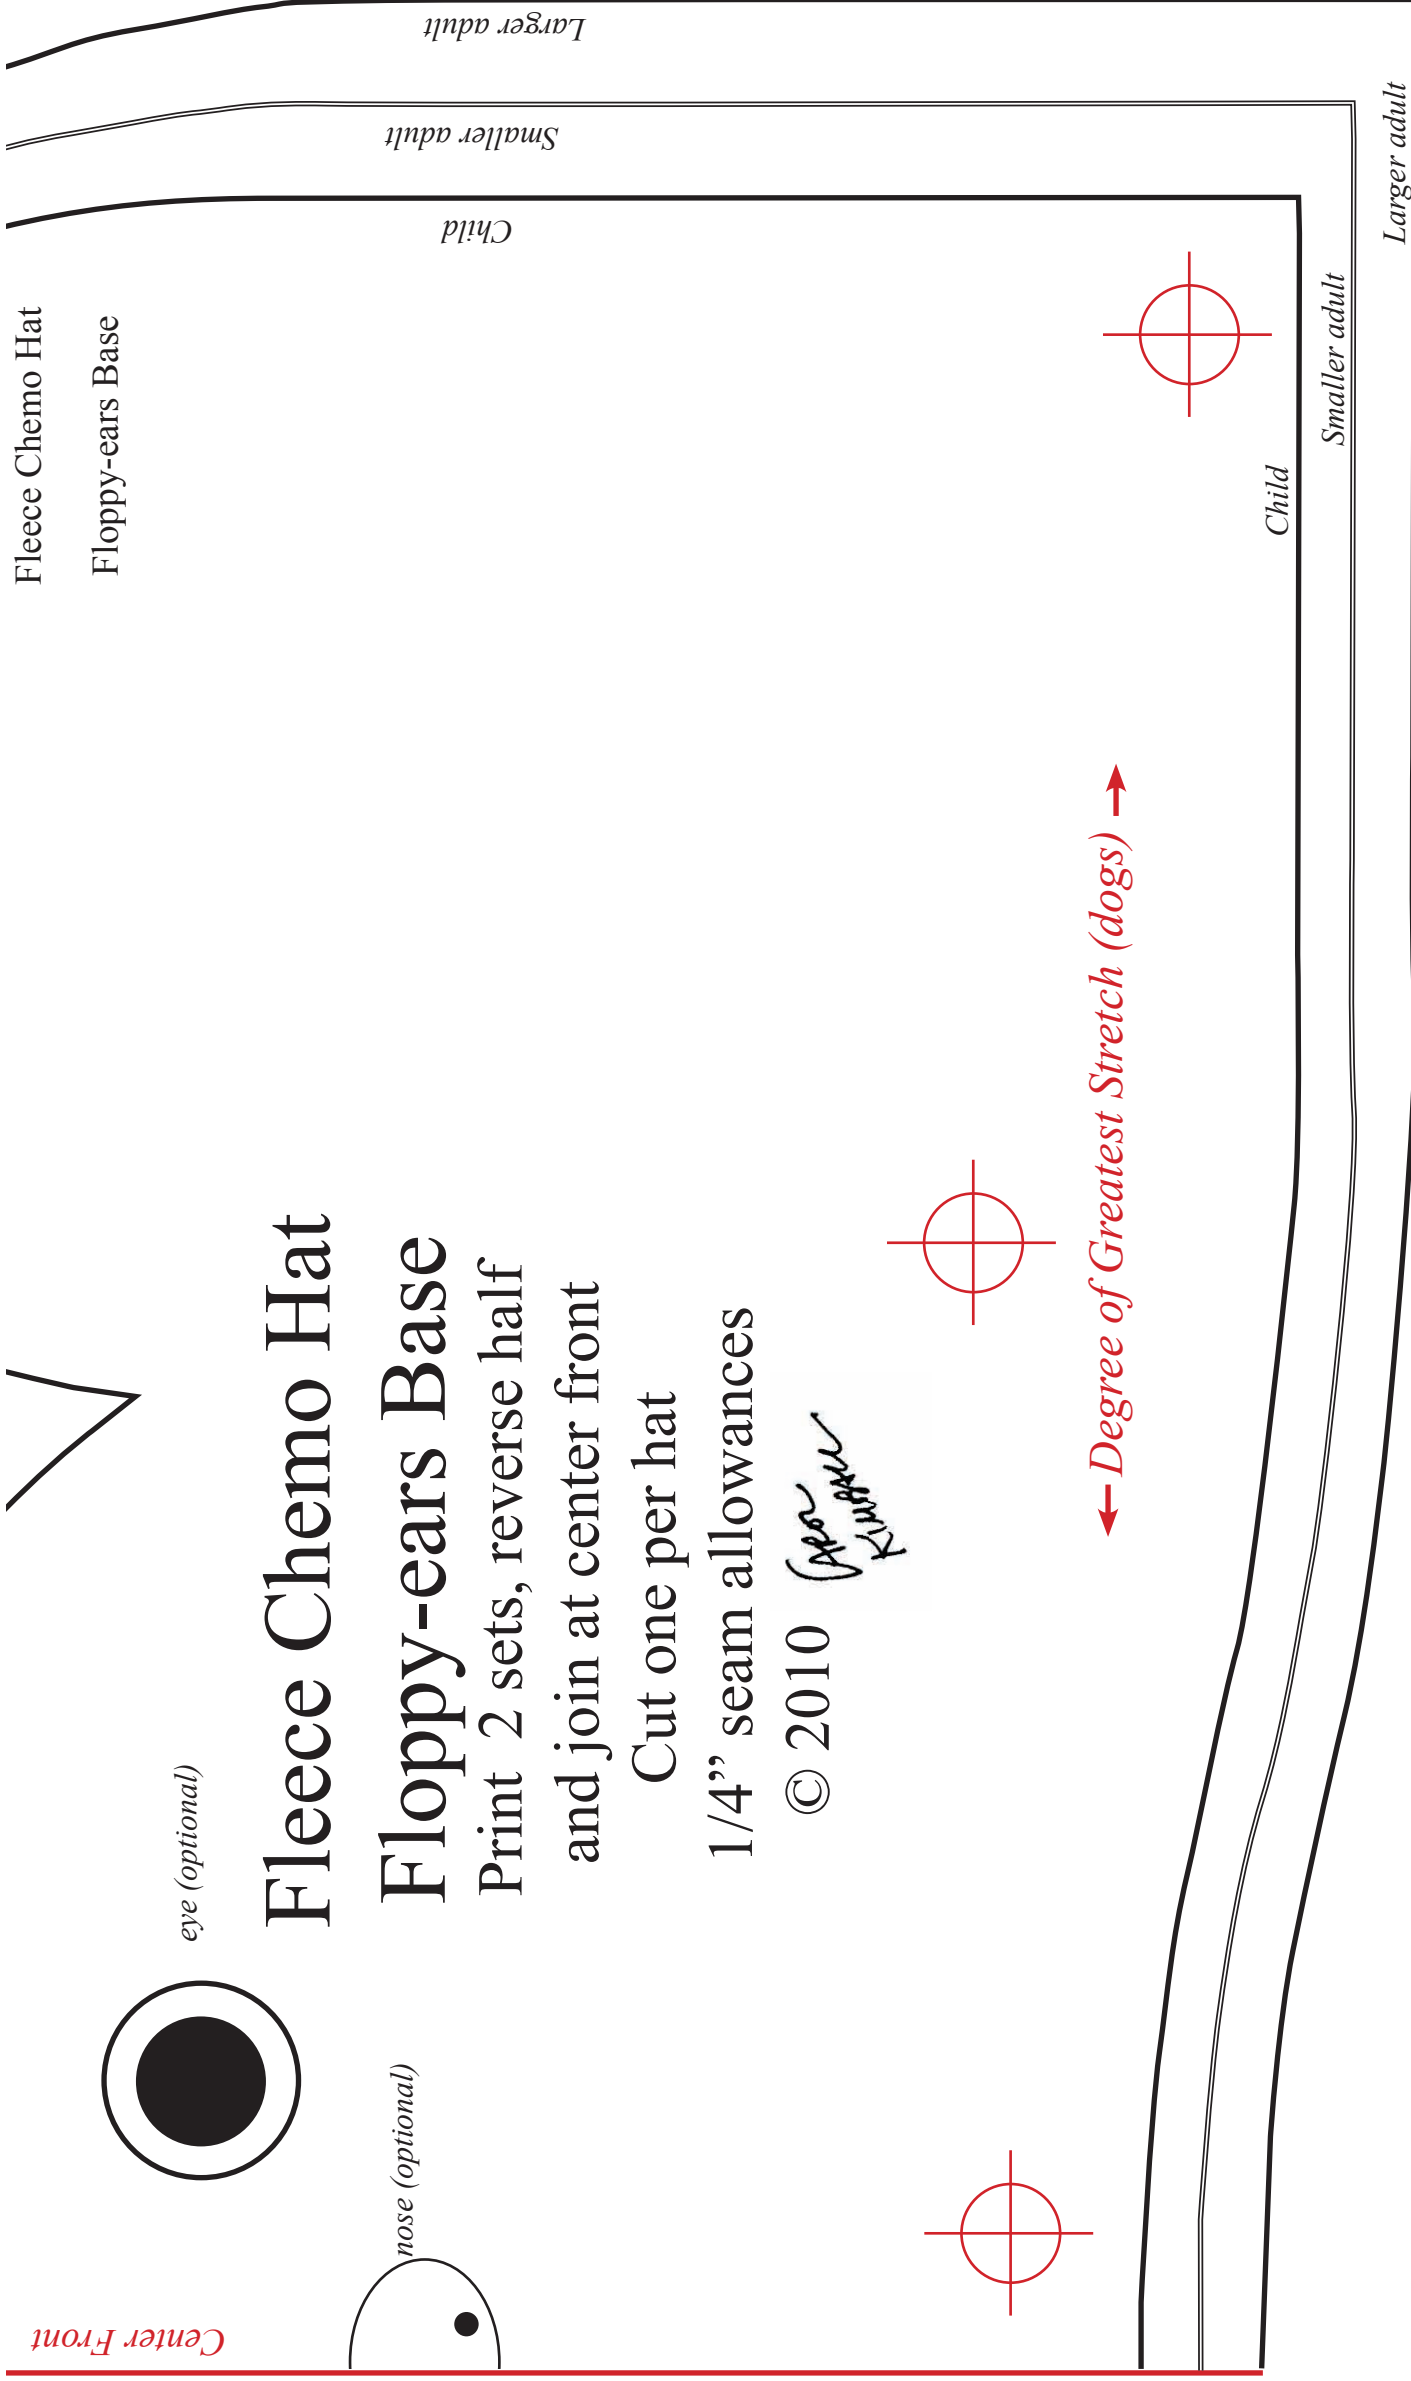 Larger adult
Smaller adult
Child
Fleece Chemo Hat
Floppy-ears Base
Larger adult
Smaller adult
Child
Degree of Greatest Stretch (dogs)
eye (optional)
Fleece Chemo Hat
Floppy-ears Base
Print 2 sets, reverse half
and join at center front
Cut one per hat
1/4” seam allowances
© 2010 Carol
Kimball
nose (optional)
Center Front